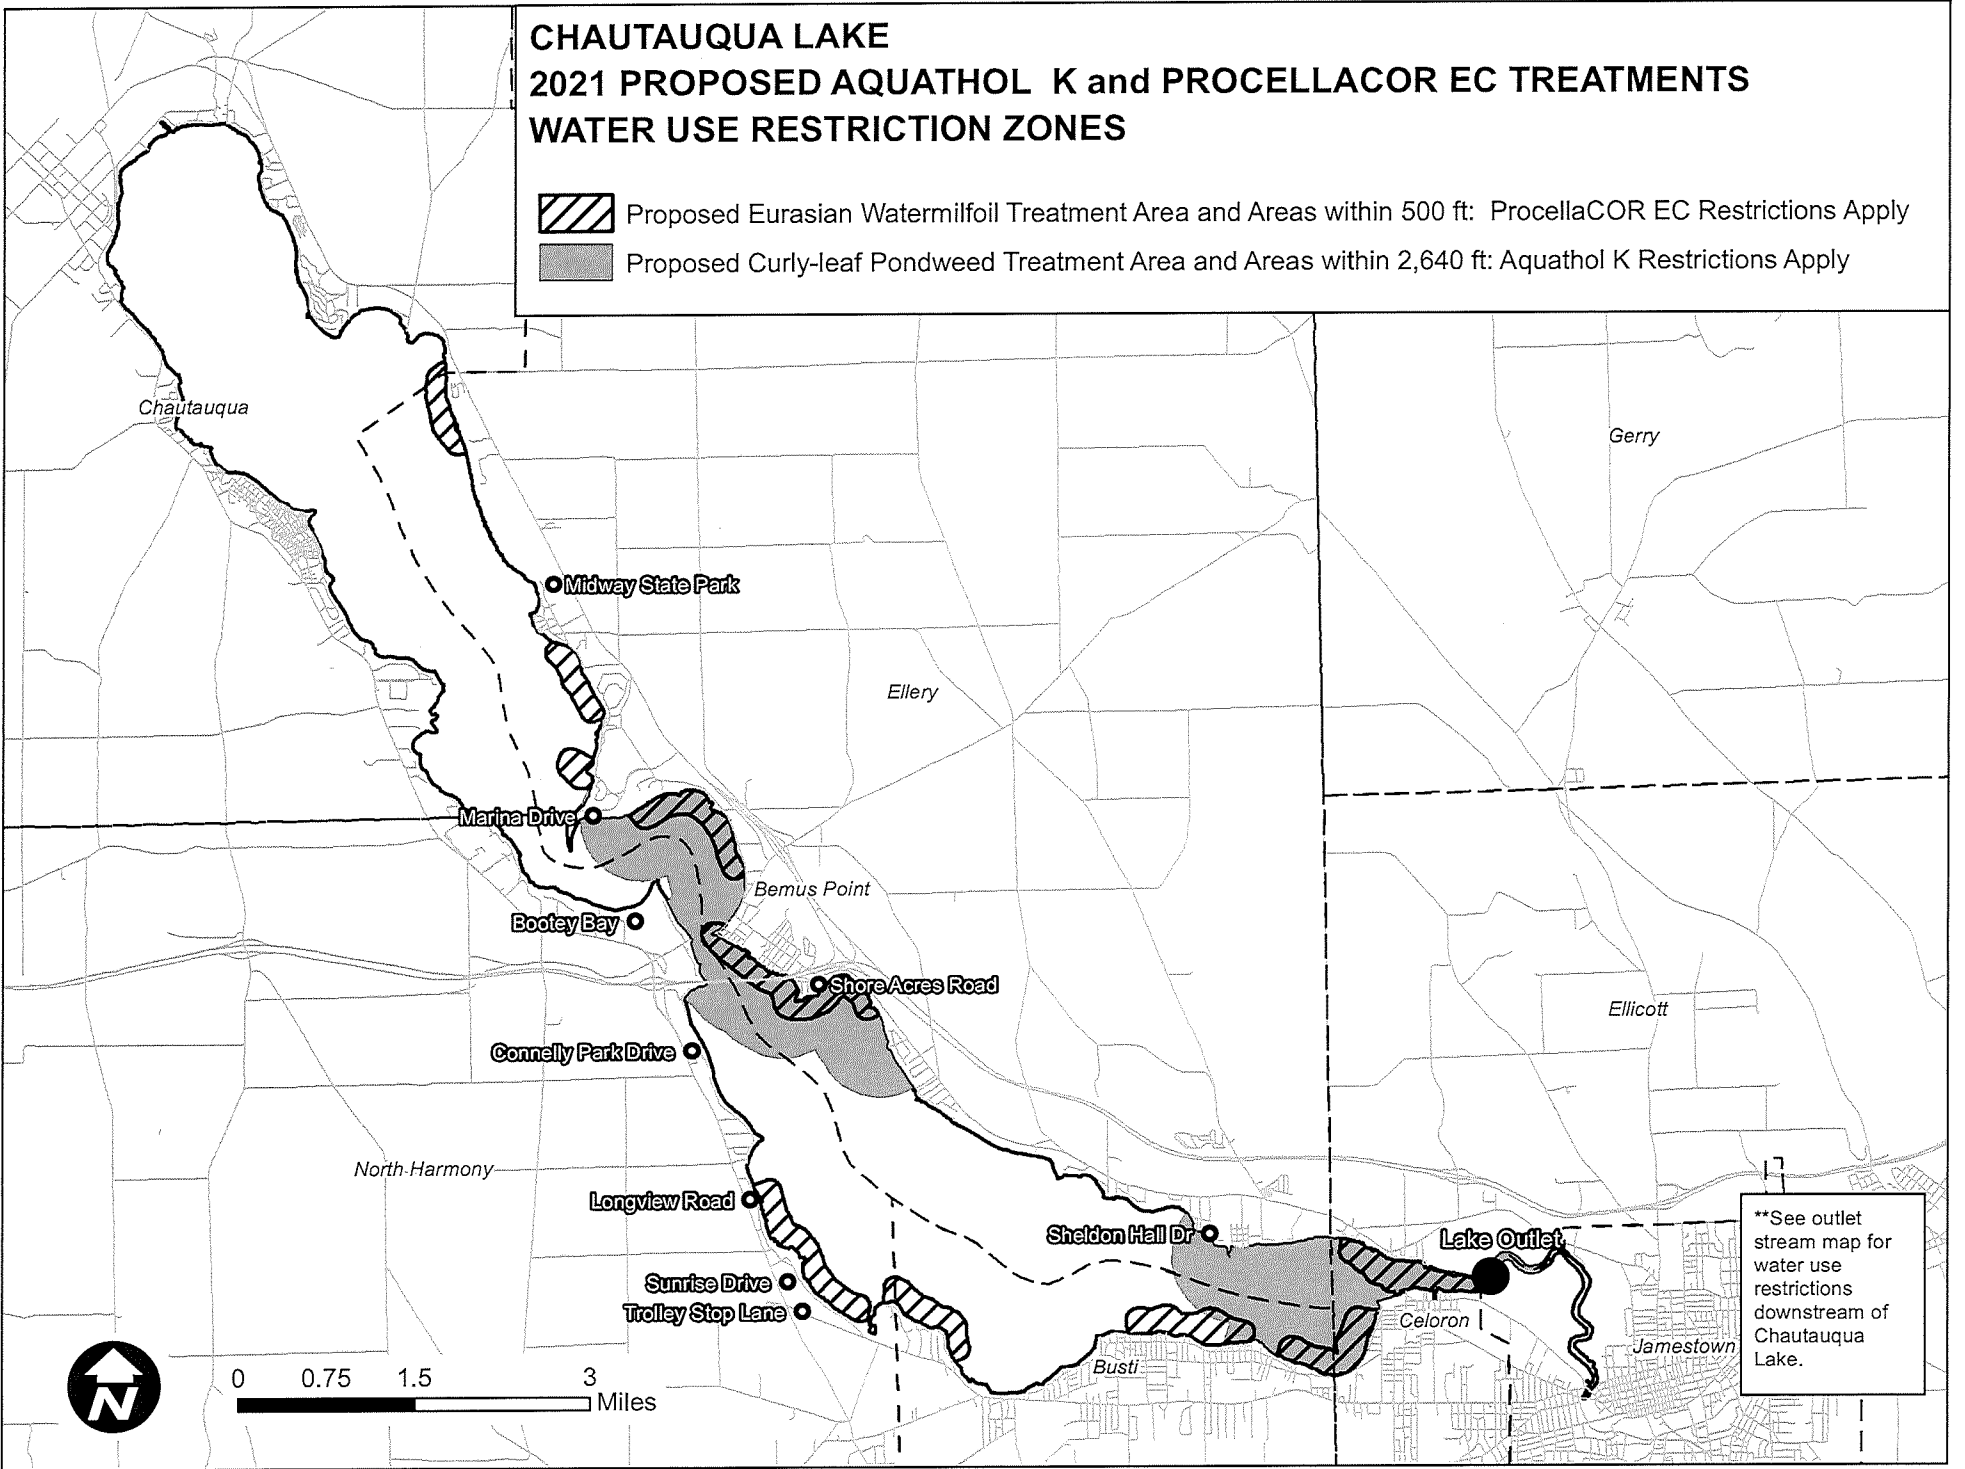 CHAUTAUQUA LAKE
2021 PROPOSED AQUATHOL K and PROCELLACOR EC TREATMENTS
WATER USE RESTRICTION ZONES
Proposed Eurasian Watermilfoil Treatment Area and Areas within 500 ft: ProcellaCOR EC Restrictions Apply
Proposed Curly-leaf Pondweed Treatment Area and Areas within 2,640 ft: Aquathol K Restrictions Apply
Chautauqua
Gerry
Midway State Park
Ellery
Marina Drive
Bemus Point
Bootey Bay
Shore Acres Road
Ellicott
Connelly Park Drive
North Harmony
Longview Road
Sheldon Hall Dr
Lake Outlet
Sunrise Drive
Trolley Stop Lane
Celoron
Jamestown
Busti
**See outlet
stream map for
water use
restrictions
downstream of
Chautauqua
Lake.
N
0 0.75 1.5 3
Miles